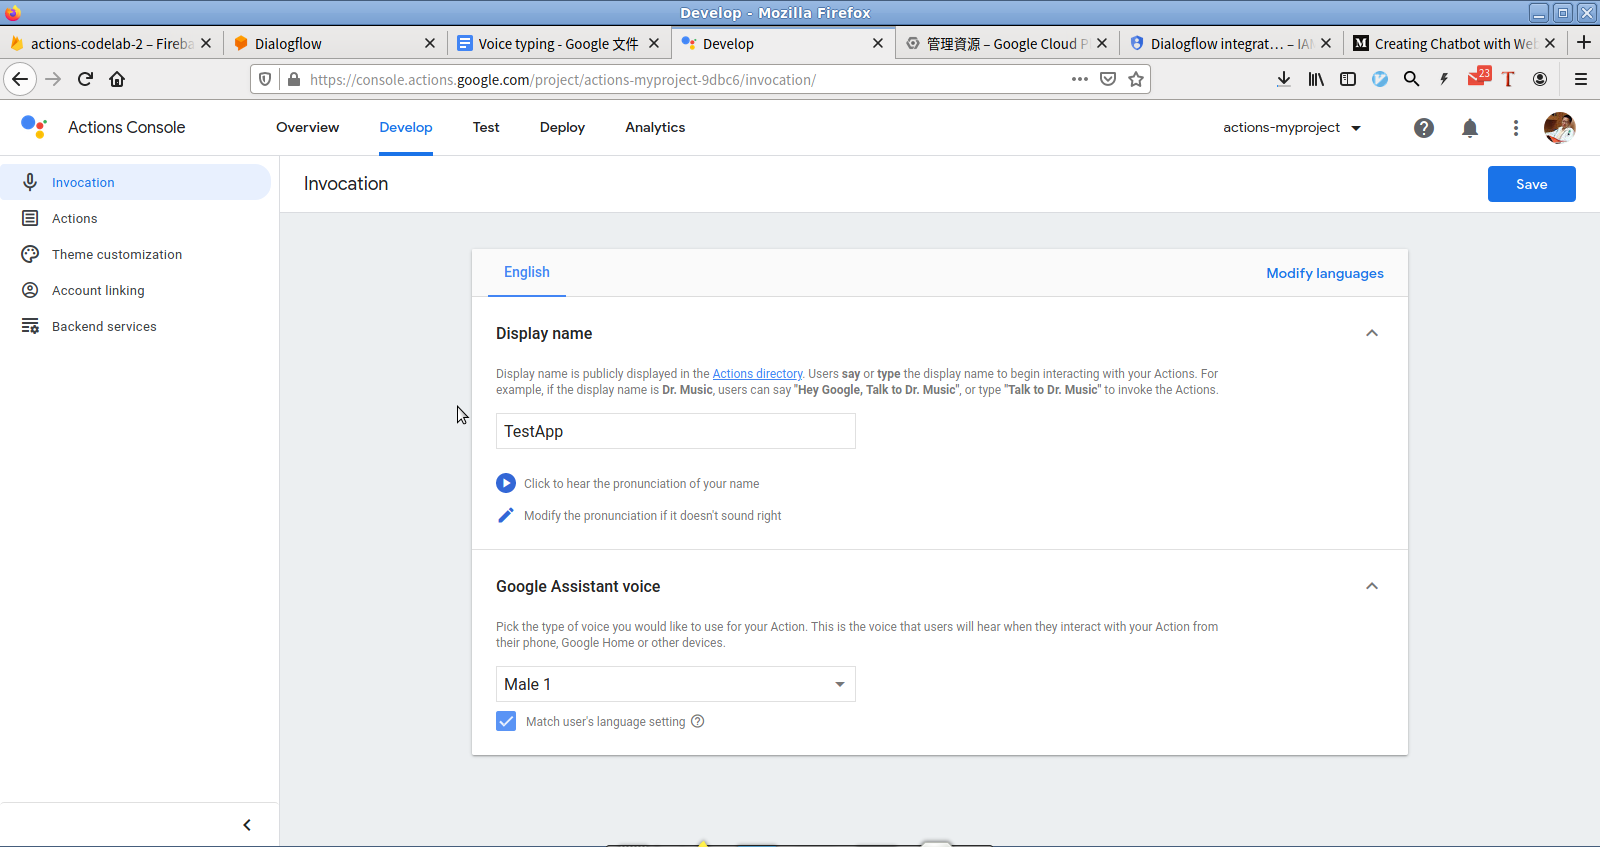 Develop - Mozilla Firefox
actions-codelab-2 – Fireba
Dialogflow
Voice typing - Google 文件
Develop
管理資源 – Google Cloud P
Dialogflow integrat… – IAM
Creating Chatbot with Web
https://console.actions.google.com/project/actions-myproject-9dbc6/invocation/
23
Actions Console
Overview
Develop
Test
Deploy
Analytics
actions-myproject
Invocation
Actions
Theme customization
Account linking
Backend services
Invocation
Save
English
Modify languages
Display name
Display name is publicly displayed in the Actions directory. Users say or type the display name to begin interacting with your Actions. For
example, if the display name is Dr. Music, users can say "Hey Google, Talk to Dr. Music", or type "Talk to Dr. Music" to invoke the Actions.
TestApp
Click to hear the pronunciation of your name
Modify the pronunciation if it doesn't sound right
Google Assistant voice
Pick the type of voice you would like to use for your Action. This is the voice that users will hear when they interact with your Action from
their phone, Google Home or other devices.
Male 1
Match user's language setting